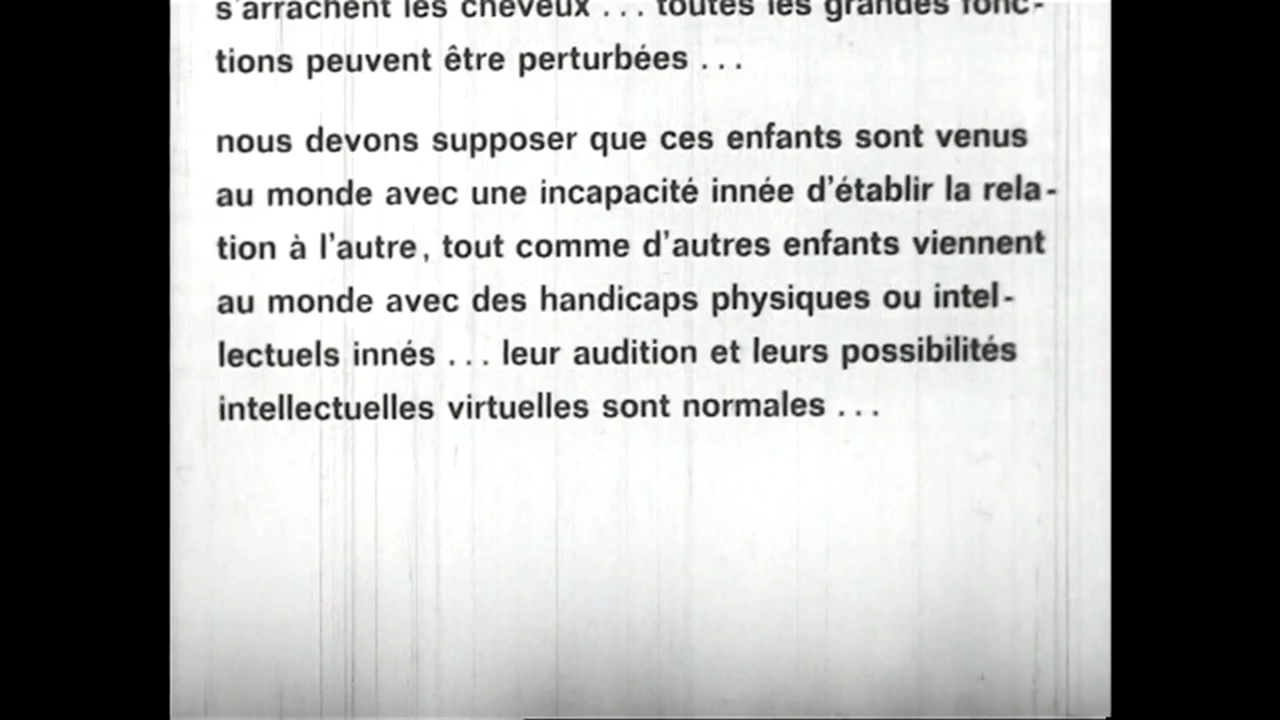 s'arrachent les cheveux ... toutes les grandes fonc-
tions peuvent être perturbées ...
nous devons supposer que ces enfants sont venus
au monde avec une incapacité innée d'établir la rela-
tion à l'autre, tout comme d'autres enfants viennent
au monde avec des handicaps physiques ou intel-
lectuels innés ... leur audition et leurs possibilités
intellectuelles virtuelles sont normales ...